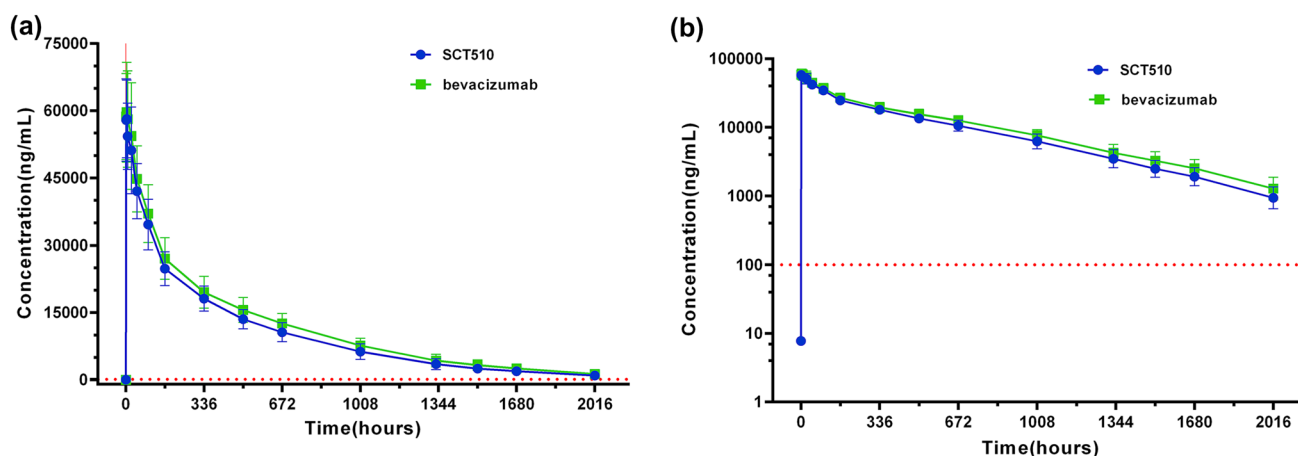 (a)
SCT510
bevacizumab
Concentration(ng/mL)
75000
60000
45000
30000
15000
0
0 336 672 1008 1344 1680 2016
Time(hours)
(b)
SCT510
bevacizumab
Concentration(ng/mL)
100000
10000
1000
100
10
1
0 336 672 1008 1344 1680 2016
Time(hours)